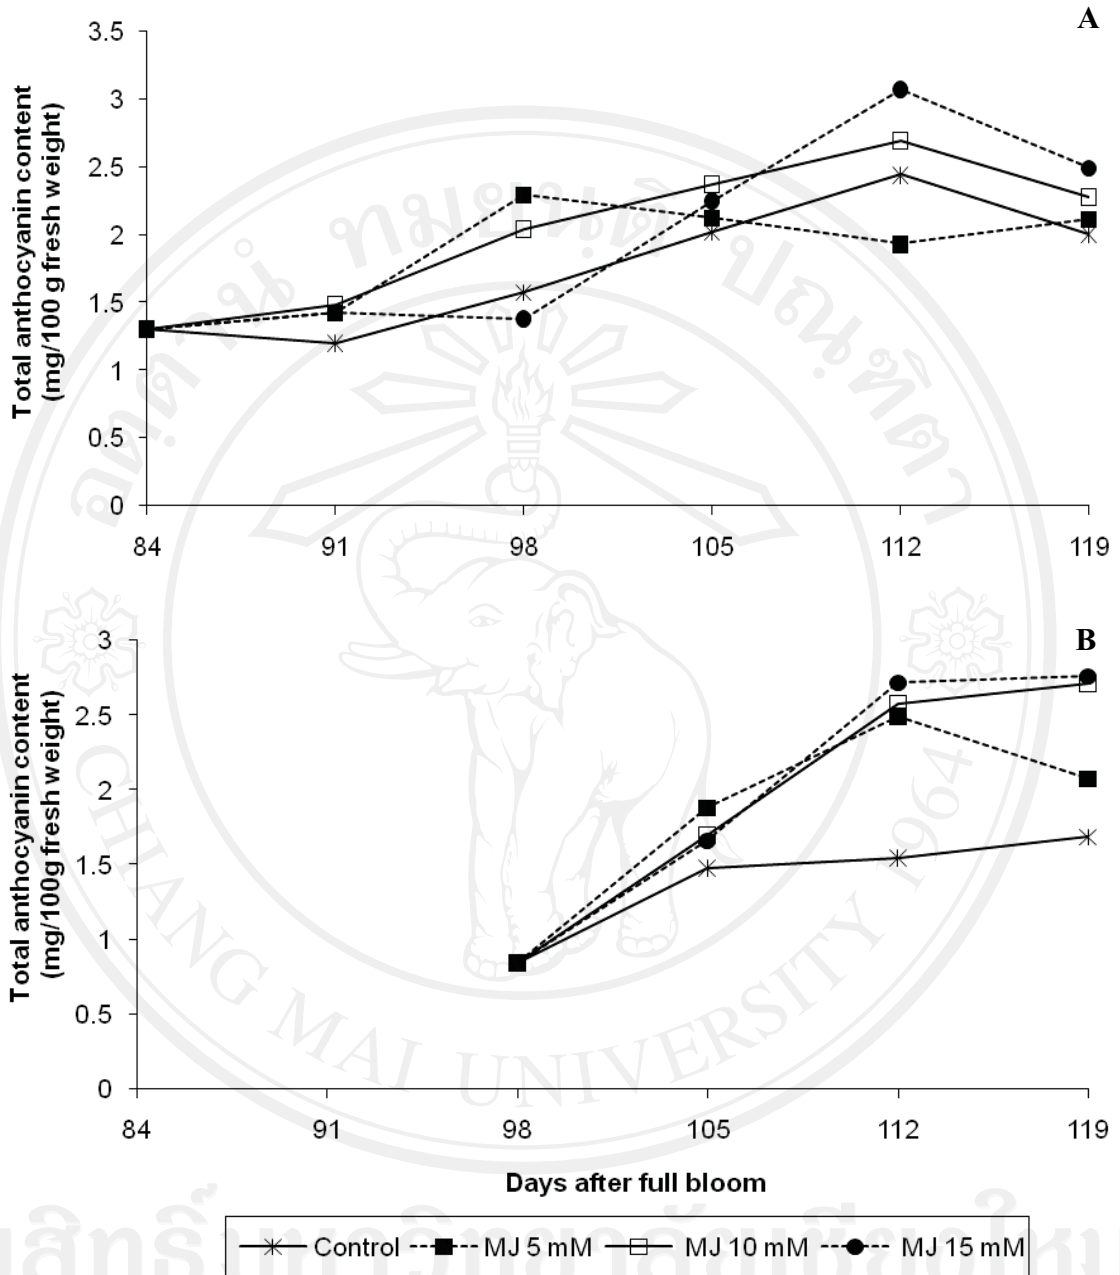 A
Total anthocyanin content
(mg/100 g fresh weight)
3.5
3
2.5
2
1.5
1
0.5
0
84 91 98 105 112 119
B
Total anthocyanin content
(mg/100g fresh weight)
3
2.5
2
1.5
1
0.5
0
84 91 98 105 112 119
Days after full bloom
Control MJ 5 mM MJ 10 mM MJ 15 mM
CHIANG MAI UNIVERSITY 1964